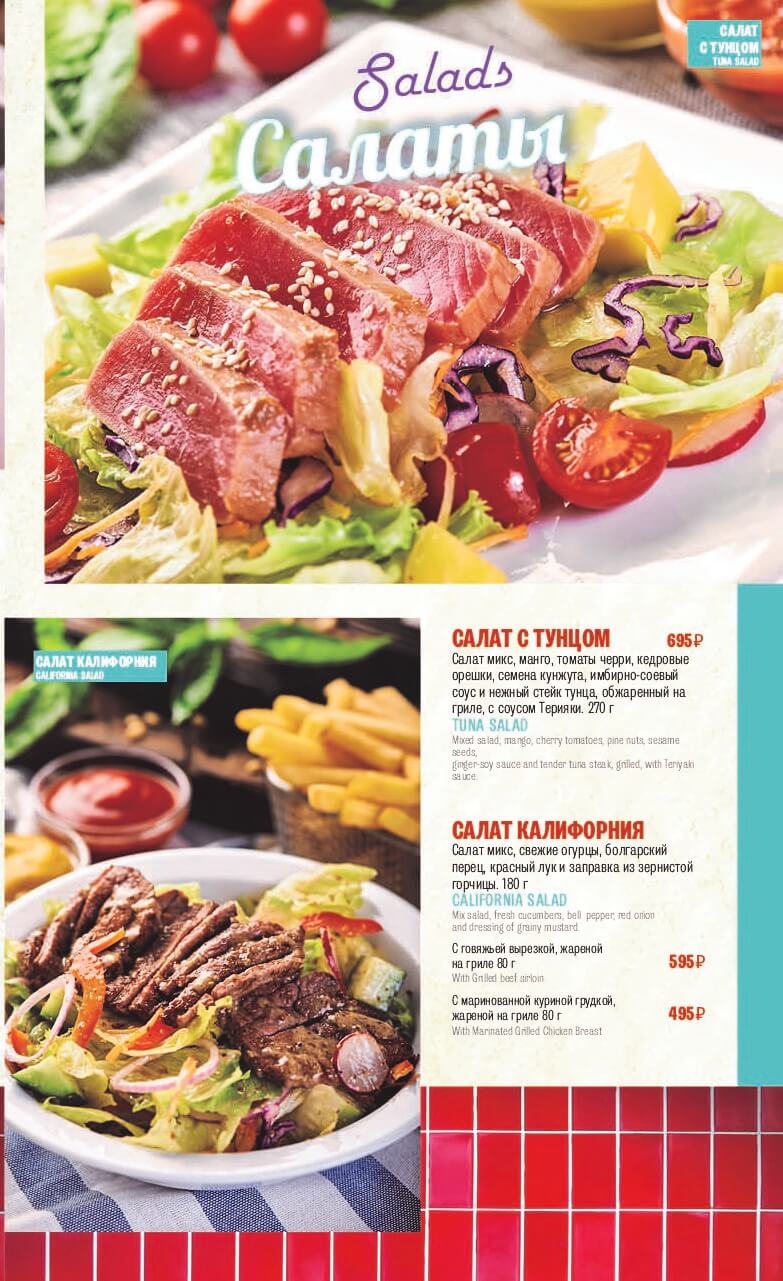 САЛАТ
С ТУНЦОМ
TUNA SALAD
Salads
Салаты
САЛАТ КАЛИФОРНИЯ
CALIFORNIA SALAD
САЛАТ С ТУНЦОМ 695₽
Салат микс, манго, томаты черри, кедровые
орешки, семена кунжута, имбирно-соевый
соус и нежный стейк тунца, обжаренный на
гриле, с соусом Терияки. 270 г
TUNA SALAD
Mixed salad, mango, cherry tomatoes, pine nuts, sesame
seeds,
ginger-soy sauce and tender tuna steak, grilled, with Teriyaki
sauce.
САЛАТ КАЛИФОРНИЯ
Салат микс, свежие огурцы, болгарский
перец, красный лук и заправка из зернистой
горчицы. 180 г
CALIFORNIA SALAD
Mix salad, fresh cucumbers, bell pepper, red onion
and dressing of grainy mustard.
С говяжьей вырезкой, жареной
на гриле 80 г 595₽
With Grilled beef sirloin
С маринованной куриной грудкой,
жареной на гриле 80 г 495₽
With Marinated Grilled Chicken Breast